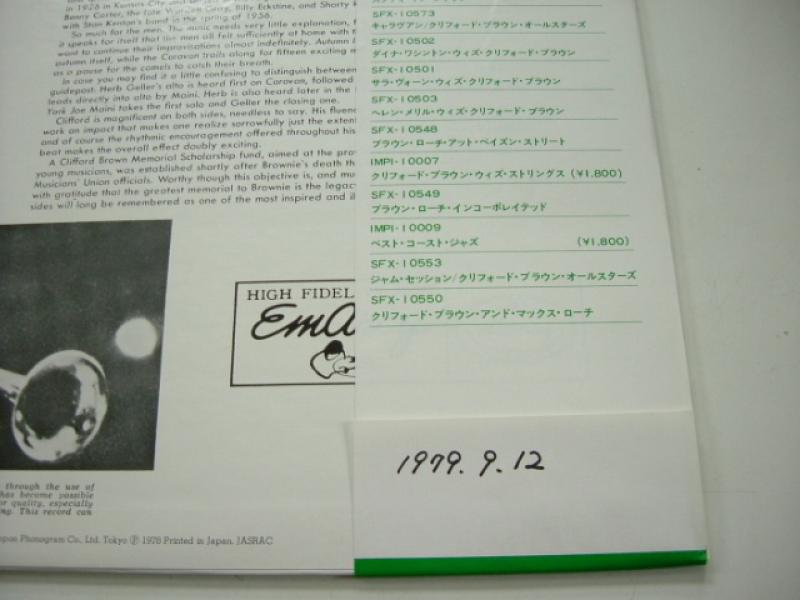 in 1928 in Kansas City and
Benny Carter, the late Wardell Gray, Billy Eckstine, and Shorty
with Stan Kenton's band in the spring of 1956.
So much for the men. The music needs very little explanation,
it speaks for itself that the men all felt sufficiently at home with
want to continue their improvisations almost indefinitely. Autumn
autumn itself, while the Caravan trails along for fifteen exciting
as a pause for the camels to catch their breath.
In case you may find it a little confusing to distinguish between
guidepost: Herb Geller's alto is heard first on Caravan, followed
leads directly into alto by Maini. Herb is also heard later in the
York Joe Maini takes the first solo and Geller the closing one.
Clifford is magnificent on both sides, needless to say. His fluenc
work an impact that makes one realize sorrowfully just the exten
and of course the rhythmic encouragement offered throughout his
beat makes the overall effect doubly exciting.
A Clifford Brown Memorial Scholarship fund, aimed at the pro
young musicians, was established shortly after Brownie's death th
Musicians' Union officials. Worthy though this objective is, and mu
with gratitude that the greatest memorial to Brownie is the legac
sides will long be remembered as one of the most inspired and il
HIGH FIDEL
EmA
through the use of
has become possible
or quality, especially
ng. This record can
ppon Phonogram Co., Ltd. Tokyo Ⓟ 1978 Printed in Japan. JASRAC
SFX-10573
キャラヴァン/クリフォード・ブラウン・オールスターズ
SFX-10502
ダイナ・ワシントン・ウィズ・クリフォード・ブラウン
SFX-10501
サラ・ヴォーン・ウィズ・クリフォード・ブラウン
SFX-10503
ヘレン・メリル・ウィズ・クリフォード・ブラウン
SFX-10548
ブラウン・ローチ・アット・ベイズン・ストリート
IMPI-10007
クリフォード・ブラウン・ウィズ・ストリングス (¥1,800)
SFX-10549
ブラウン・ローチ・インコーポレイテッド
IMPI-10009
ベスト・コースト・ジャズ (¥1,800)
SFX-10553
ジャム・セッション/クリフォード・ブラウン・オールスターズ
SFX-10550
クリフォード・ブラウン・アンド・マックス・ローチ
1979. 9. 12